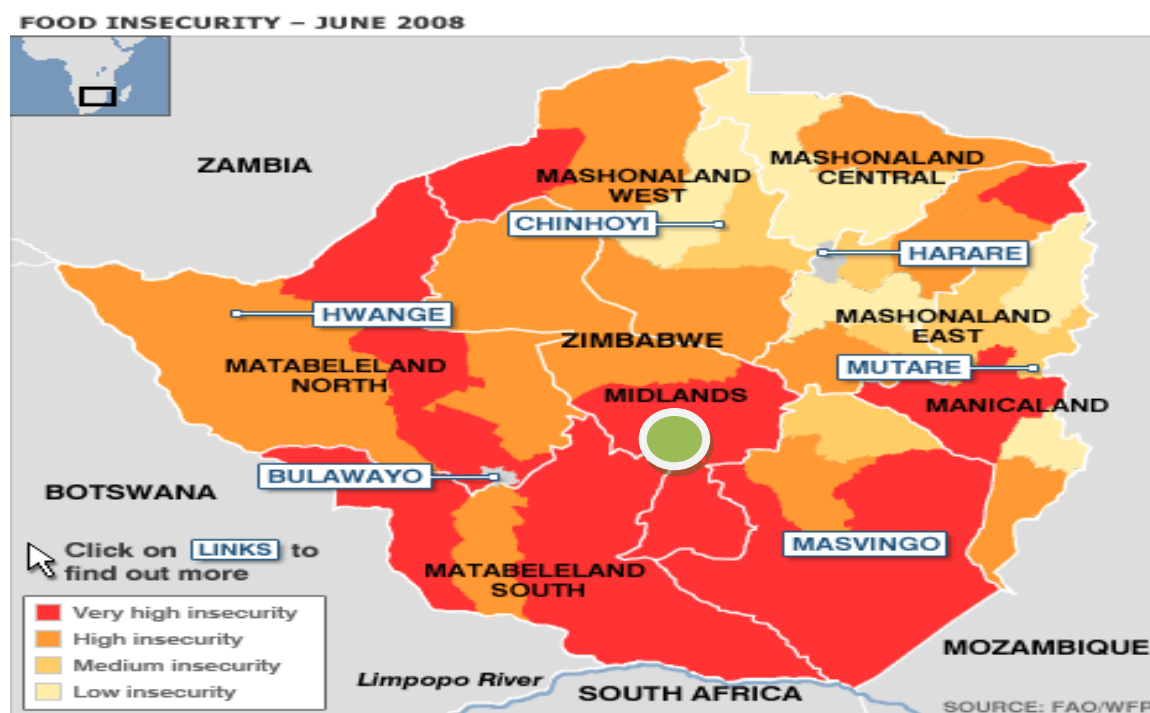 FOOD INSECURITY – JUNE 2008
ZAMBIA
MASHONALAND
CENTRAL
MASHONALAND
WEST
CHINHOYI
HARARE
HWANGE
MASHONALAND
EAST
ZIMBABWE
MATABELELAND
NORTH
MUTARE
MIDLANDS
MANICALAND
BULAWAYO
BOTSWANA
MASVINGO
Click on LINKS to
find out more
MATABELELAND
SOUTH
Very high insecurity
High insecurity
Medium insecurity
Low insecurity
MOZAMBIQUE
Limpopo River
SOUTH AFRICA
SOURCE: FAO/WFP